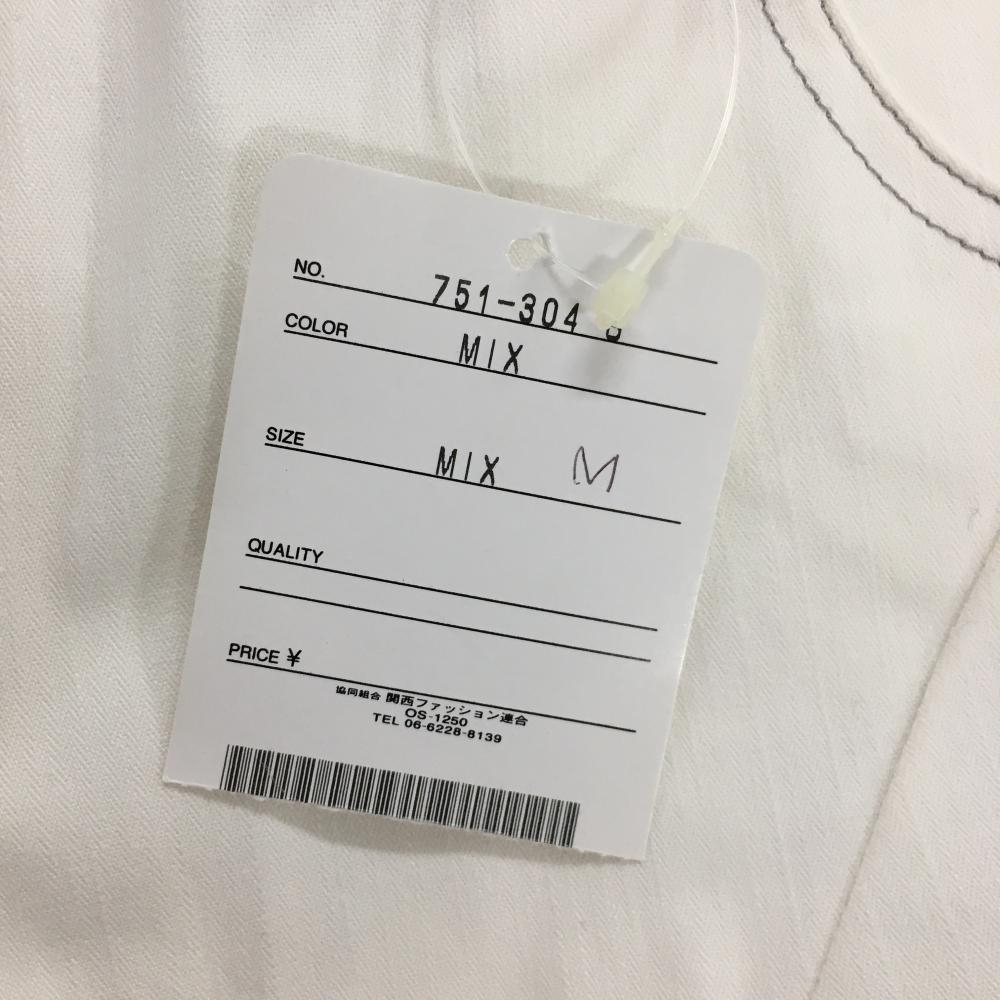 NO. 751-304
COLOR MIX
SIZE MIX M
QUALITY
PRICE ¥
協同組合 関西ファッション連合
OS-1250
TEL 06-6228-8139